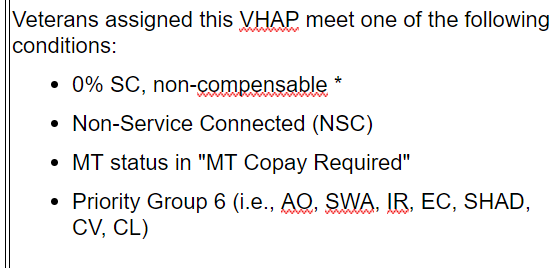 Veterans assigned this VHAP meet one of the following
conditions:
• 0% SC, non-compensable *
• Non-Service Connected (NSC)
• MT status in "MT Copay Required"
• Priority Group 6 (i.e., AO, SWA, IR, EC, SHAD,
CV, CL)